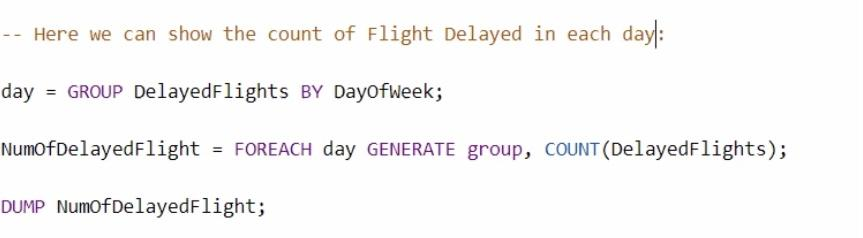 -- Here we can show the count of Flight Delayed in each day:
day = GROUP DelayedFlights BY DayOfWeek;
NumOfDelayedFlight = FOREACH day GENERATE group, COUNT(DelayedFlights);
DUMP NumOfDelayedFlight;